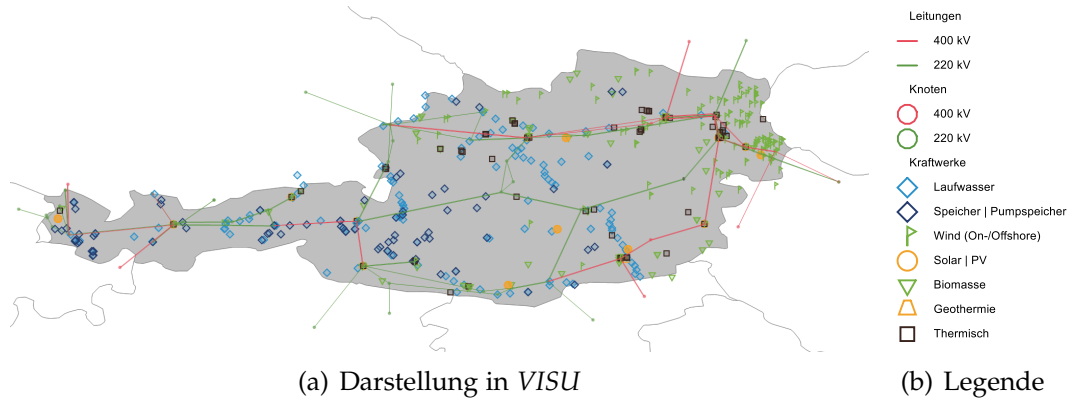 Leitungen
400 kV
220 kV
Knoten
400 kV
220 kV
Kraftwerke
Laufwasser
Speicher | Pumpspeicher
Wind (On-/Offshore)
Solar | PV
Biomasse
Geothermie
Thermisch
(a) Darstellung in VISU
(b) Legende